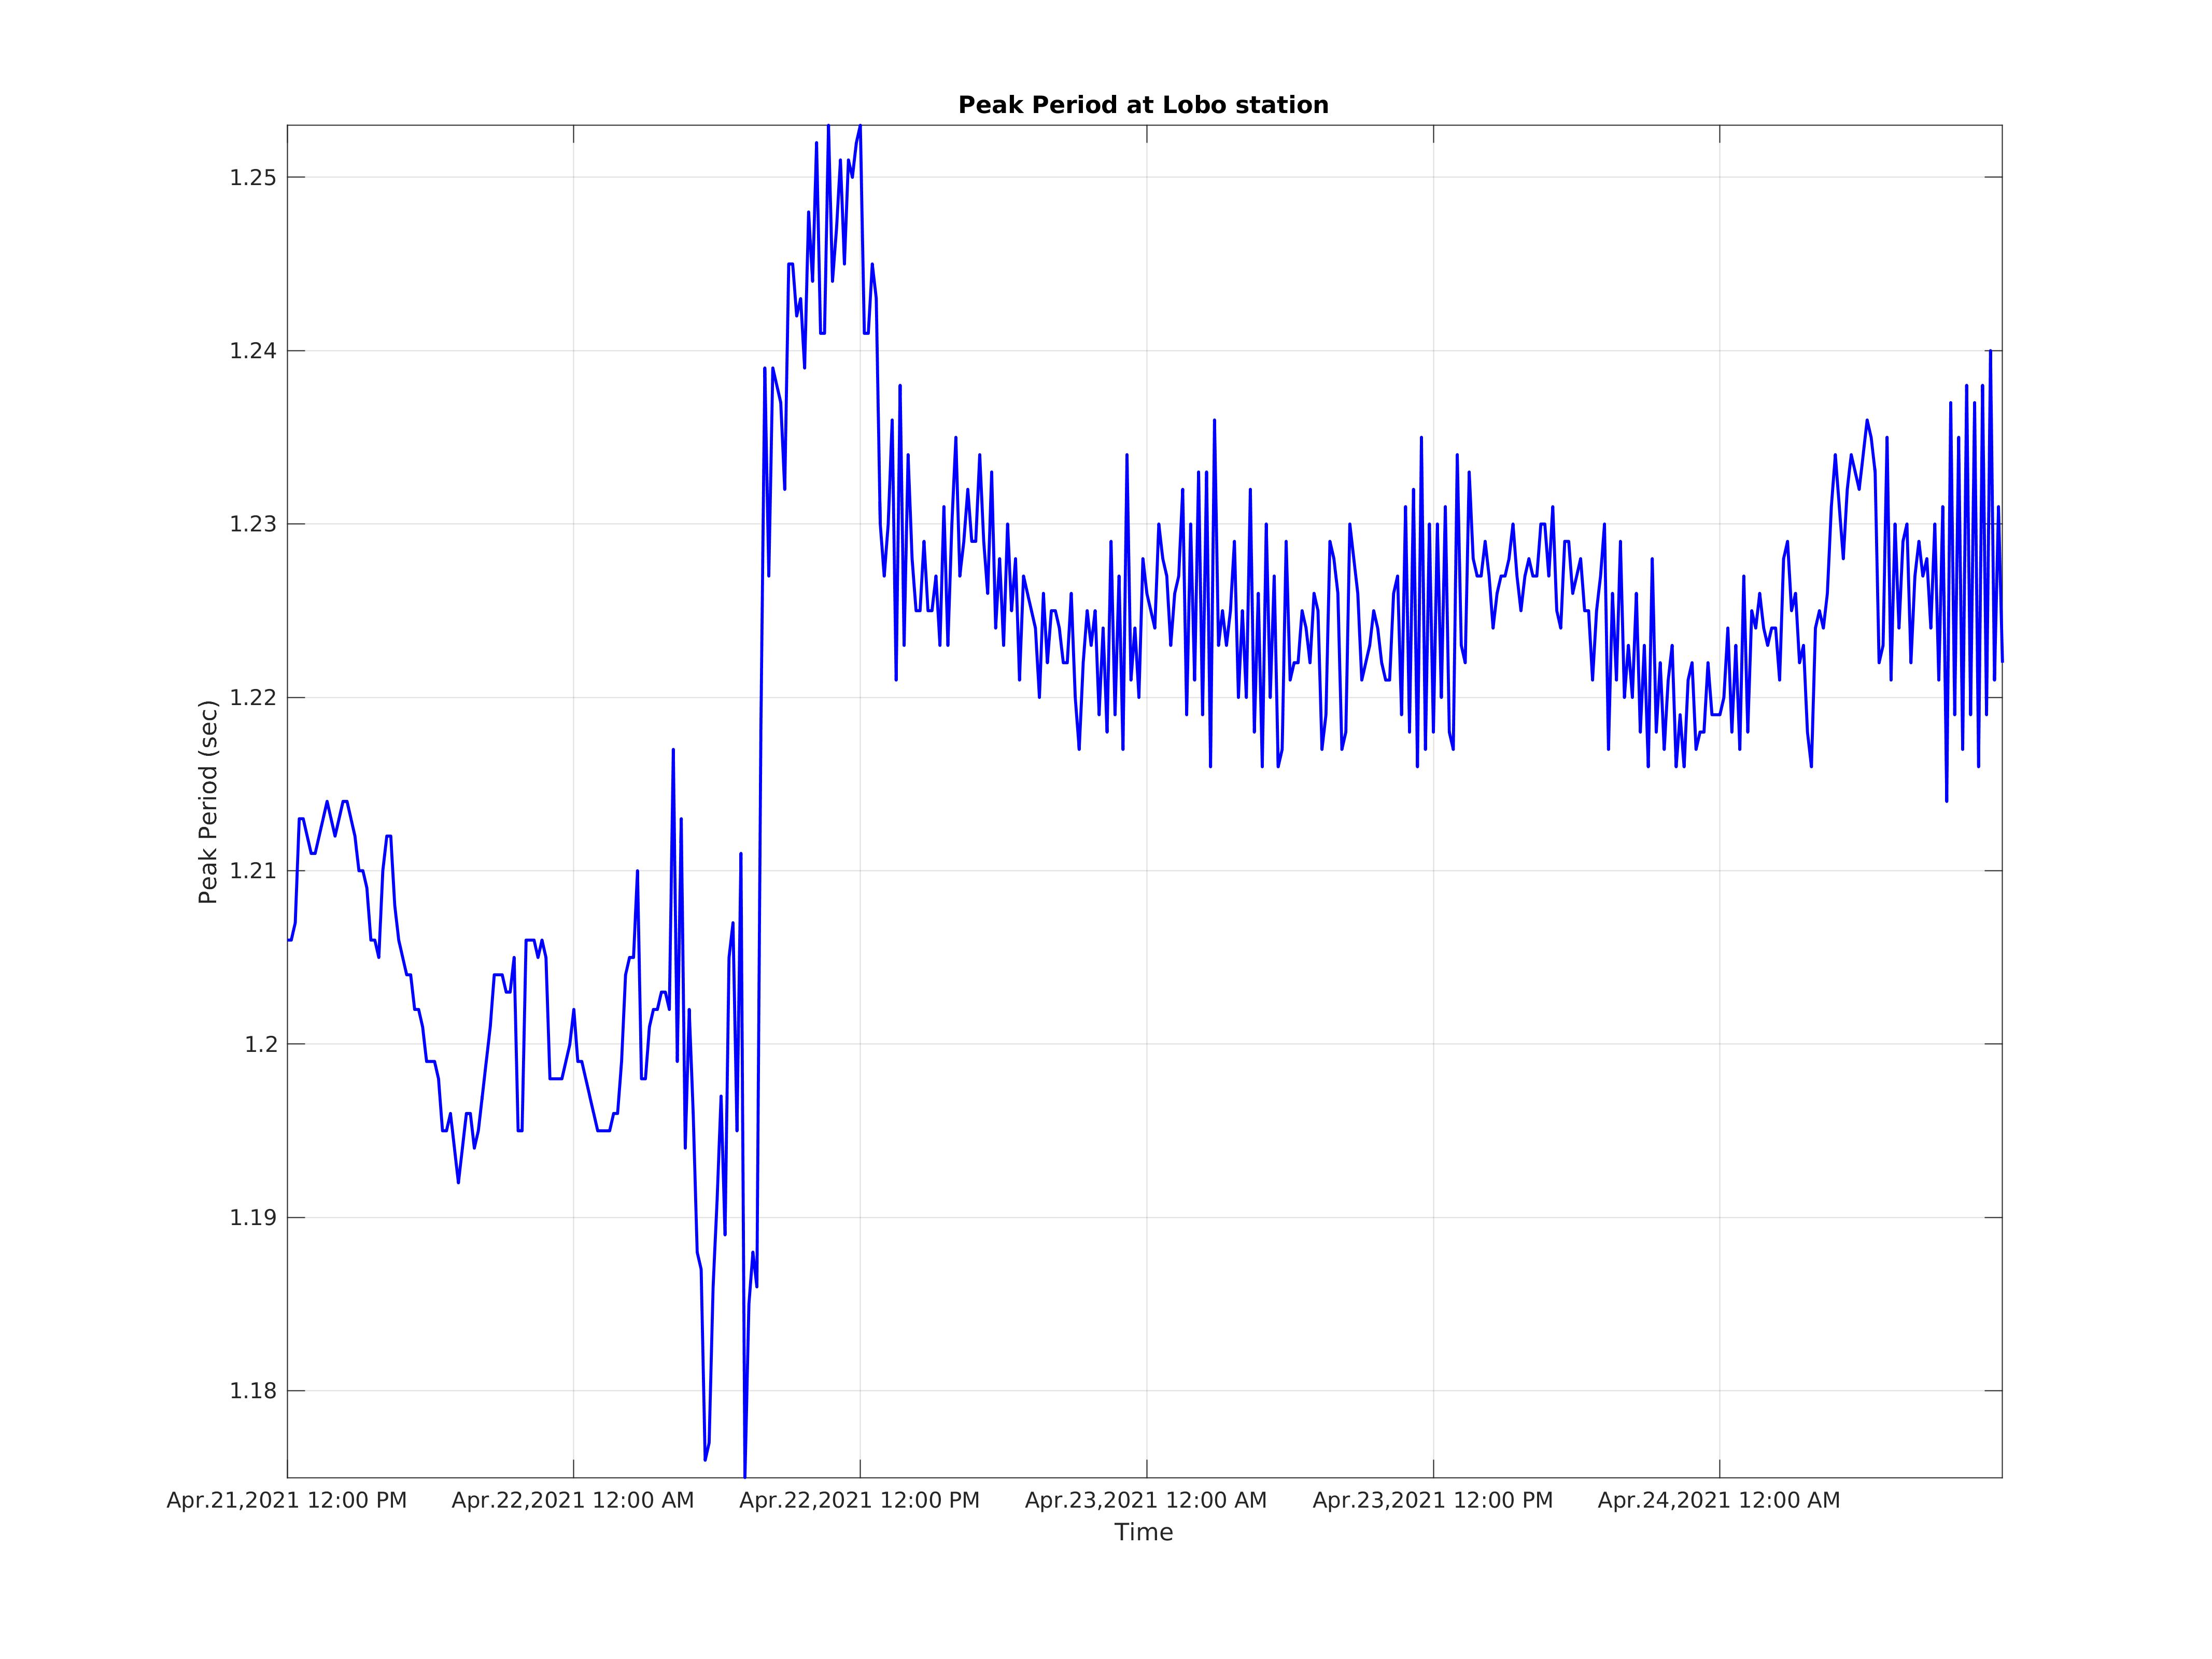 Peak Period at Lobo station
1.25
1.24
1.23
1.22
1.21
1.2
1.19
1.18
Peak Period (sec)
Apr.21,2021 12:00 PM Apr.22,2021 12:00 AM Apr.22,2021 12:00 PM Apr.23,2021 12:00 AM Apr.23,2021 12:00 PM Apr.24,2021 12:00 AM
Time